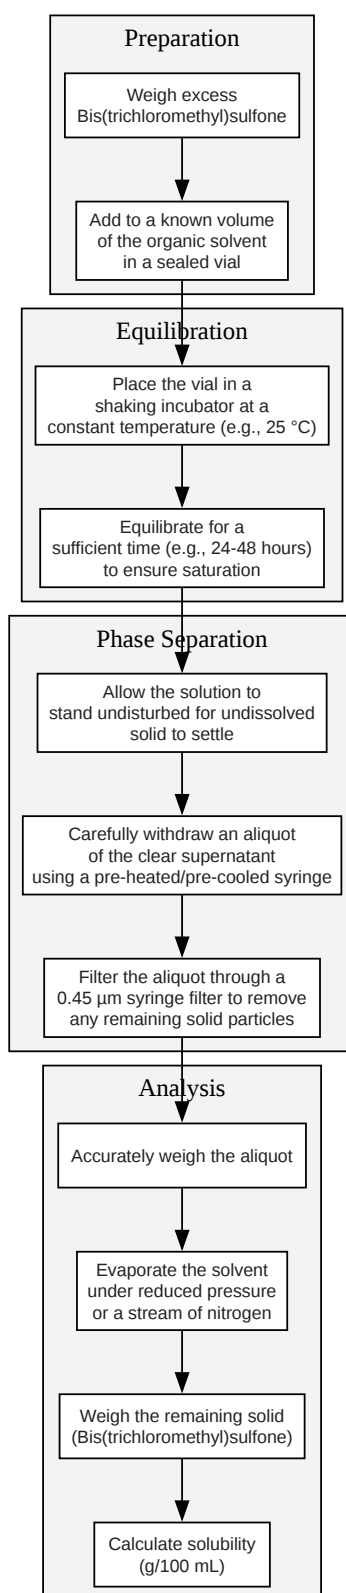 Preparation
Weigh excess
Bis(trichloromethyl)sulfone
Add to a known volume
of the organic solvent
in a sealed vial
Equilibration
Place the vial in a
shaking incubator at a
constant temperature (e.g., 25 °C)
Equilibrate for a
sufficient time (e.g., 24-48 hours)
to ensure saturation
Phase Separation
Allow the solution to
stand undisturbed for undissolved
solid to settle
Carefully withdraw an aliquot
of the clear supernatant
using a pre-heated/pre-cooled syringe
Filter the aliquot through a
0.45 µm syringe filter to remove
any remaining solid particles
Analysis
Accurately weigh the aliquot
Evaporate the solvent
under reduced pressure
or a stream of nitrogen
Weigh the remaining solid
(Bis(trichloromethyl)sulfone)
Calculate solubility
(g/100 mL)